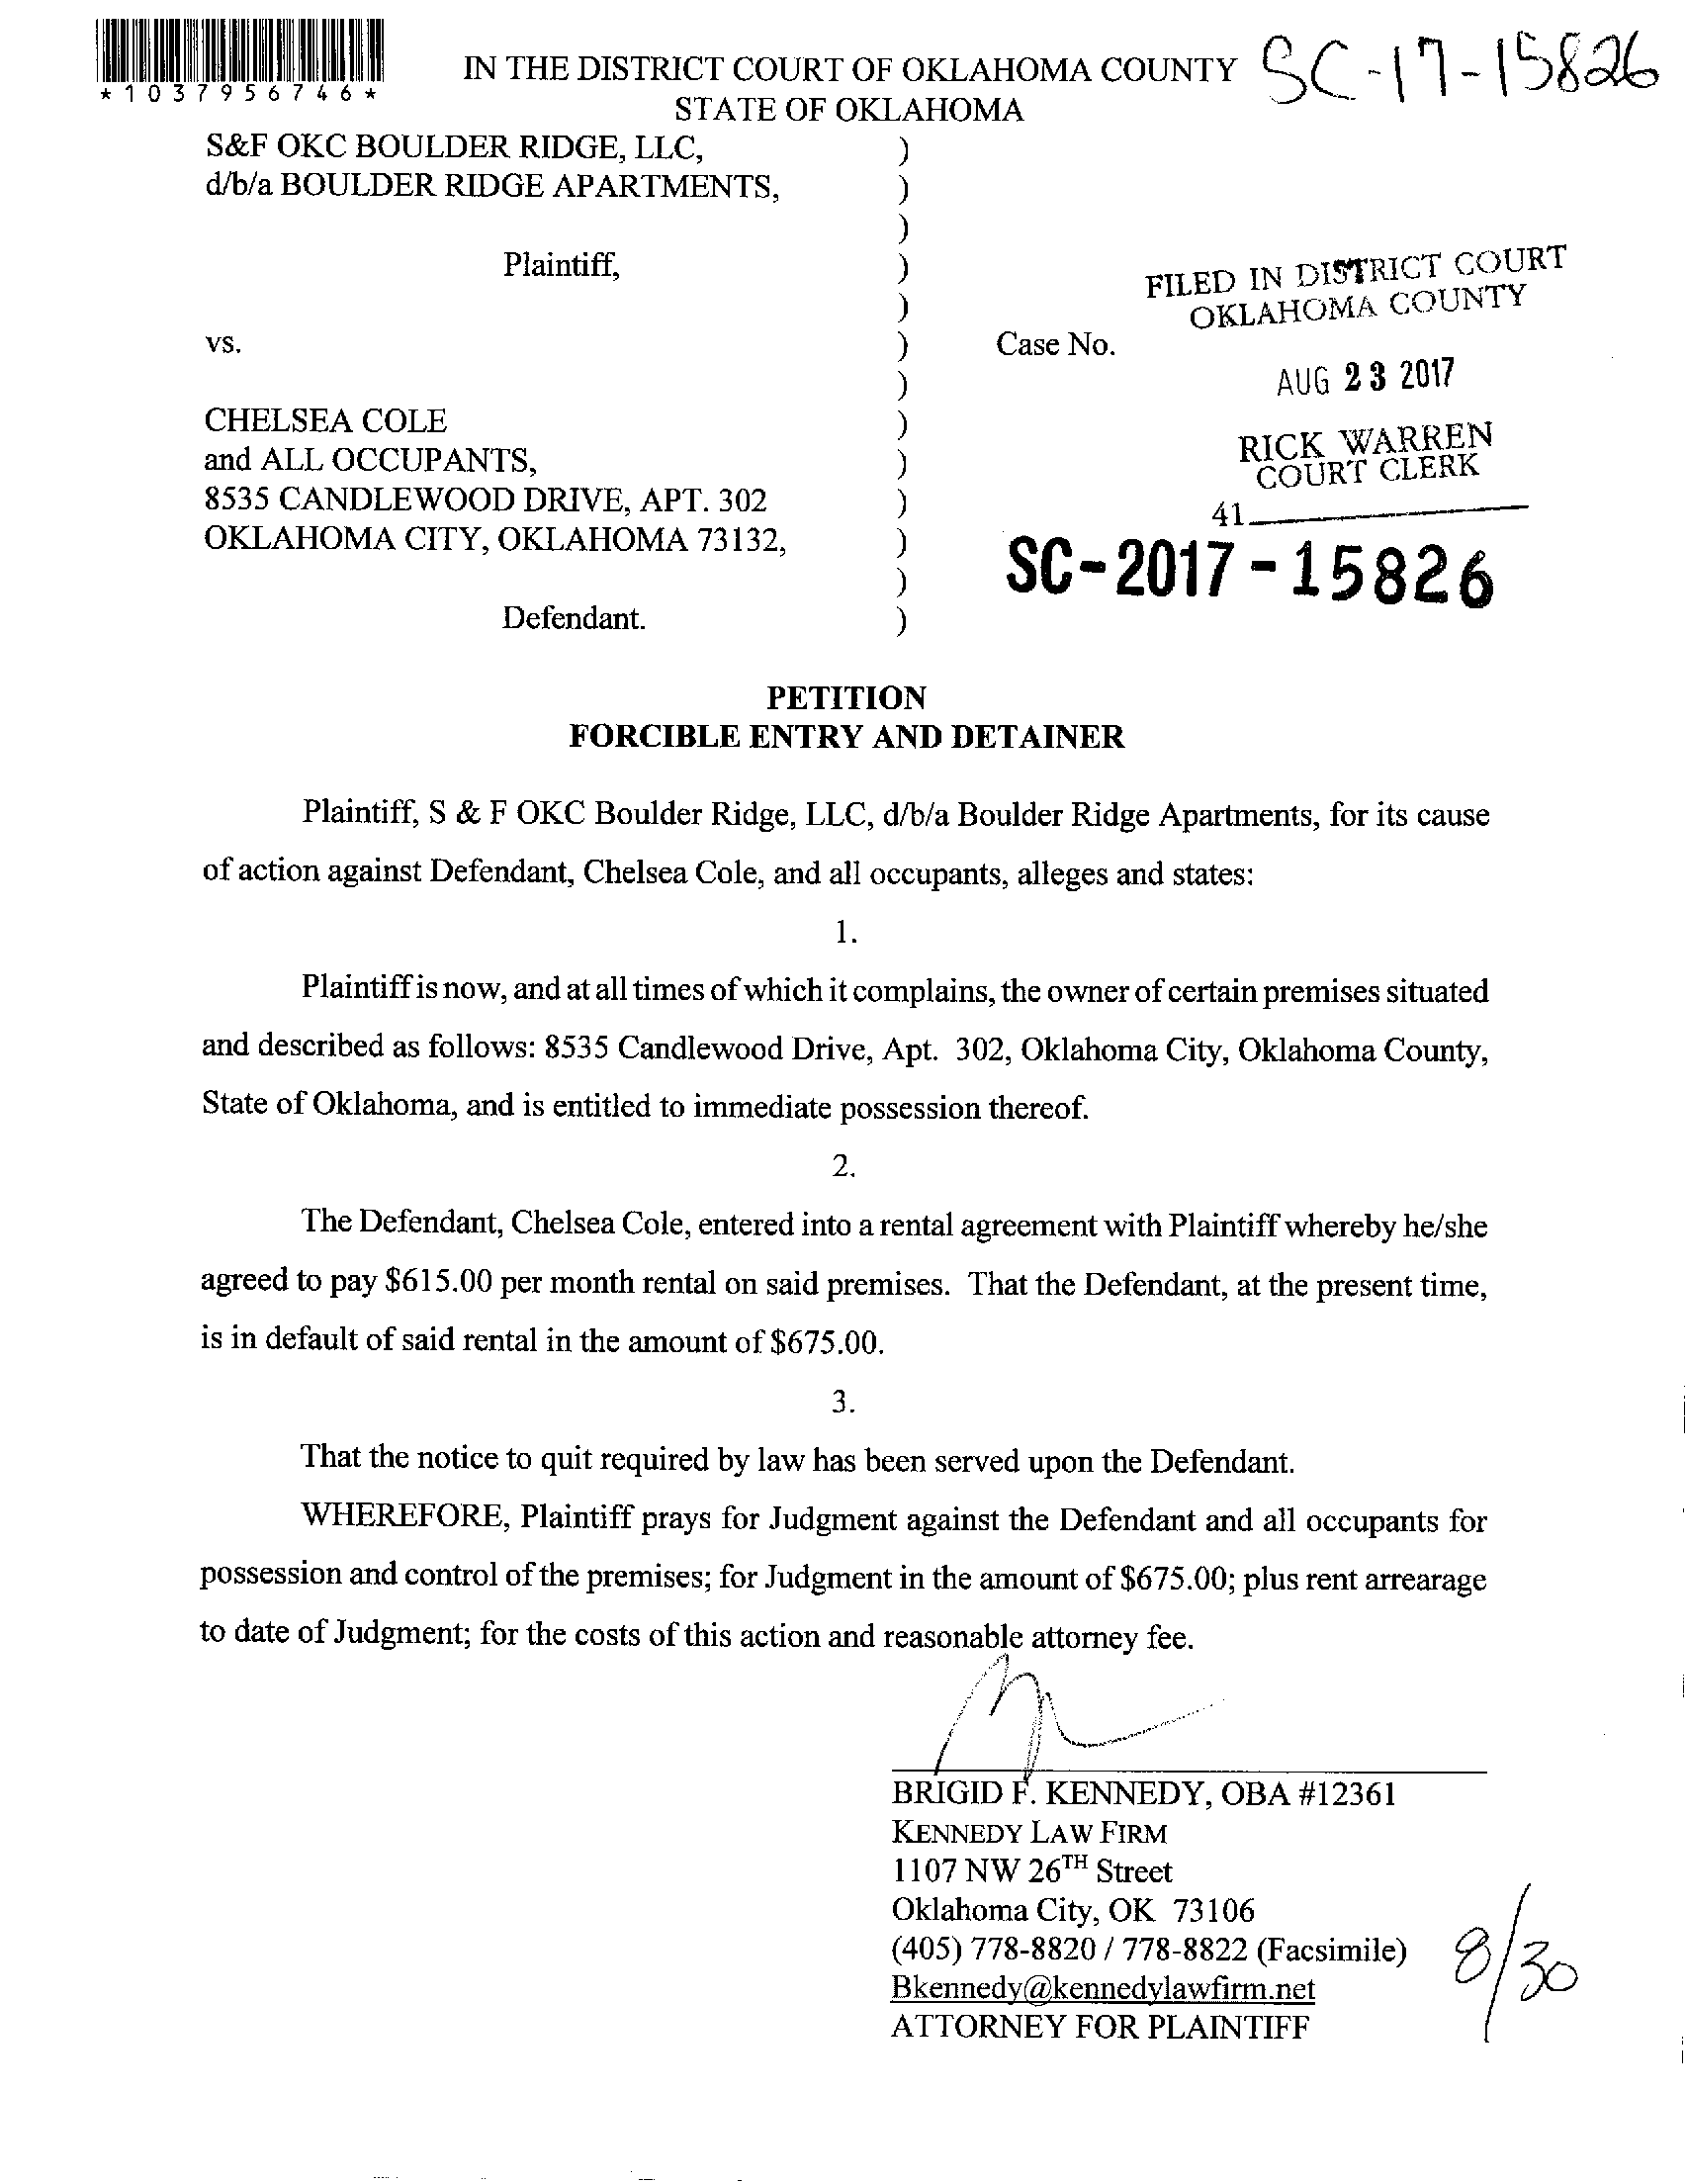 *1037956746*
SC-17-15826
IN THE DISTRICT COURT OF OKLAHOMA COUNTY
STATE OF OKLAHOMA
S&F OKC BOULDER RIDGE, LLC, )
d/b/a BOULDER RIDGE APARTMENTS, )
)
Plaintiff, )
)
vs. ) Case No.
)
CHELSEA COLE )
and ALL OCCUPANTS, )
8535 CANDLEWOOD DRIVE, APT. 302 )
OKLAHOMA CITY, OKLAHOMA 73132, )
)
Defendant. )
FILED IN DISTRICT COURT
OKLAHOMA COUNTY
AUG 23 2017
RICK WARREN
COURT CLERK
41
SC-2017-15826
PETITION
FORCIBLE ENTRY AND DETAINER
Plaintiff, S & F OKC Boulder Ridge, LLC, d/b/a Boulder Ridge Apartments, for its cause
of action against Defendant, Chelsea Cole, and all occupants, alleges and states:
1.
Plaintiff is now, and at all times of which it complains, the owner of certain premises situated
and described as follows: 8535 Candlewood Drive, Apt. 302, Oklahoma City, Oklahoma County,
State of Oklahoma, and is entitled to immediate possession thereof.
2.
The Defendant, Chelsea Cole, entered into a rental agreement with Plaintiff whereby he/she
agreed to pay $615.00 per month rental on said premises. That the Defendant, at the present time,
is in default of said rental in the amount of $675.00.
3.
That the notice to quit required by law has been served upon the Defendant.
WHEREFORE, Plaintiff prays for Judgment against the Defendant and all occupants for
possession and control of the premises; for Judgment in the amount of $675.00; plus rent arrearage
to date of Judgment; for the costs of this action and reasonable attorney fee.
BRIGID F. KENNEDY, OBA #12361
KENNEDY LAW FIRM
1107 NW 26TH Street
Oklahoma City, OK 73106
(405) 778-8820 / 778-8822 (Facsimile)
Bkennedy@kennedylawfirm.net
ATTORNEY FOR PLAINTIFF
8/30